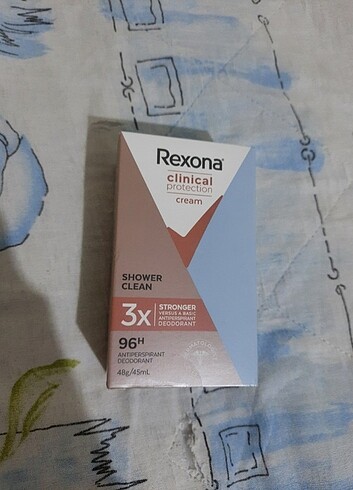 Rexona
clinical
protection
cream
SHOWER
CLEAN
3x
STRONGER
VERSUS A BASIC
ANTIPERSPIRANT
DEODORANT
96H
ANTIPERSPIRANT
DEODORANT
48g/45mL